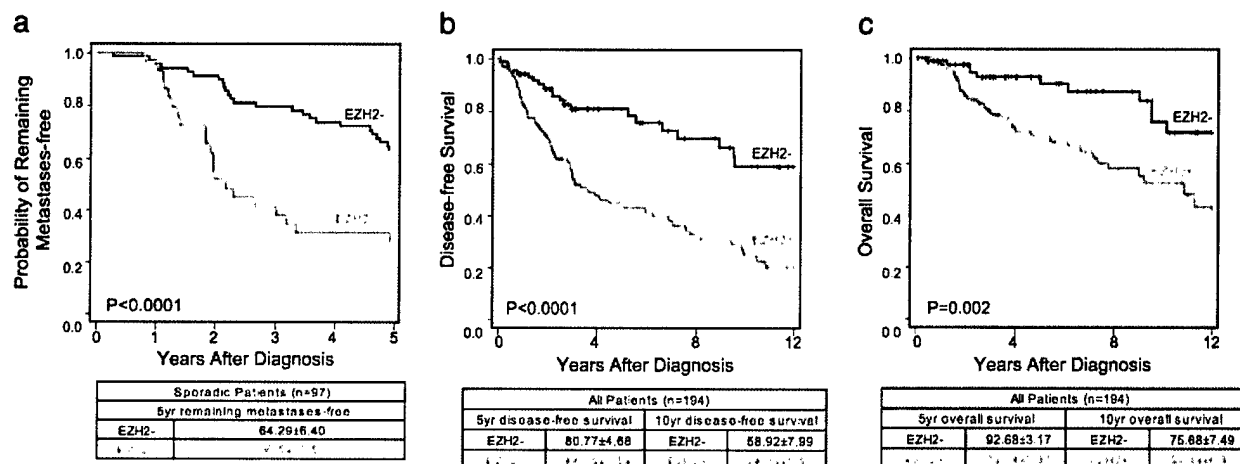 a
b
c
Probability of Remaining
Metastases-free
1.0
0.8
0.6
0.4
0.2
0.0
EZH2-
P<0.0001
0 1 2 3 4 5
Years After Diagnosis
Sporadic Patients (n=97)
5yr remaining metastases-free
EZH2- 64.29±6.40
Disease-free Survival
1.0
0.8
0.6
0.4
0.2
0.0
EZH2-
P<0.0001
0 4 8 12
Years After Diagnosis
All Patients (n=194)
5yr disease-free survival 10yr disease-free survival
EZH2- 80.77±4.68 EZH2- 58.92±7.99
Overall Survival
1.0
0.8
0.6
0.4
0.2
0.0
EZH2-
P=0.002
0 4 8 12
Years After Diagnosis
All Patients (n=194)
5yr overall survival 10yr overall survival
EZH2- 92.68±3.17 EZH2- 75.68±7.49